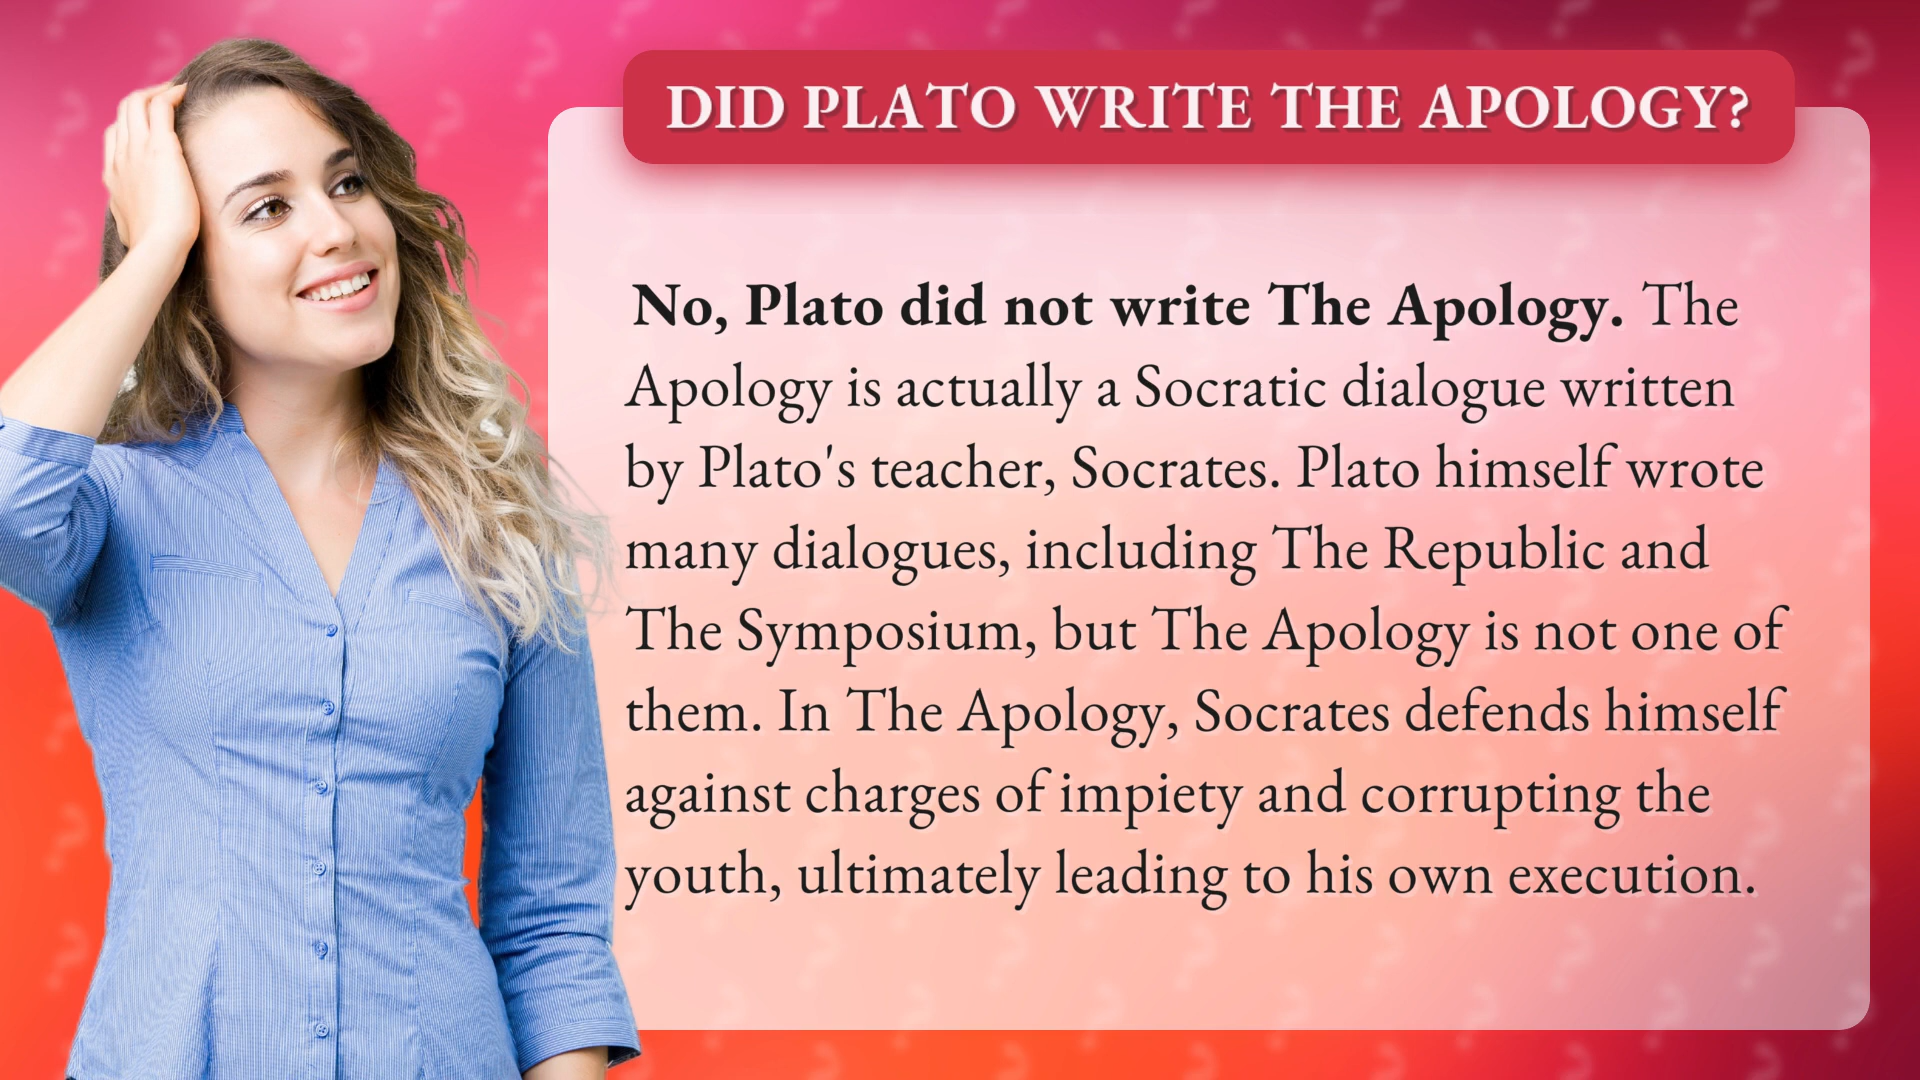 DID PLATO WRITE THE APOLOGY?
No, Plato did not write The Apology. The
Apology is actually a Socratic dialogue written
by Plato's teacher, Socrates. Plato himself wrote
many dialogues, including The Republic and
The Symposium, but The Apology is not one of
them. In The Apology, Socrates defends himself
against charges of impiety and corrupting the
youth, ultimately leading to his own execution.